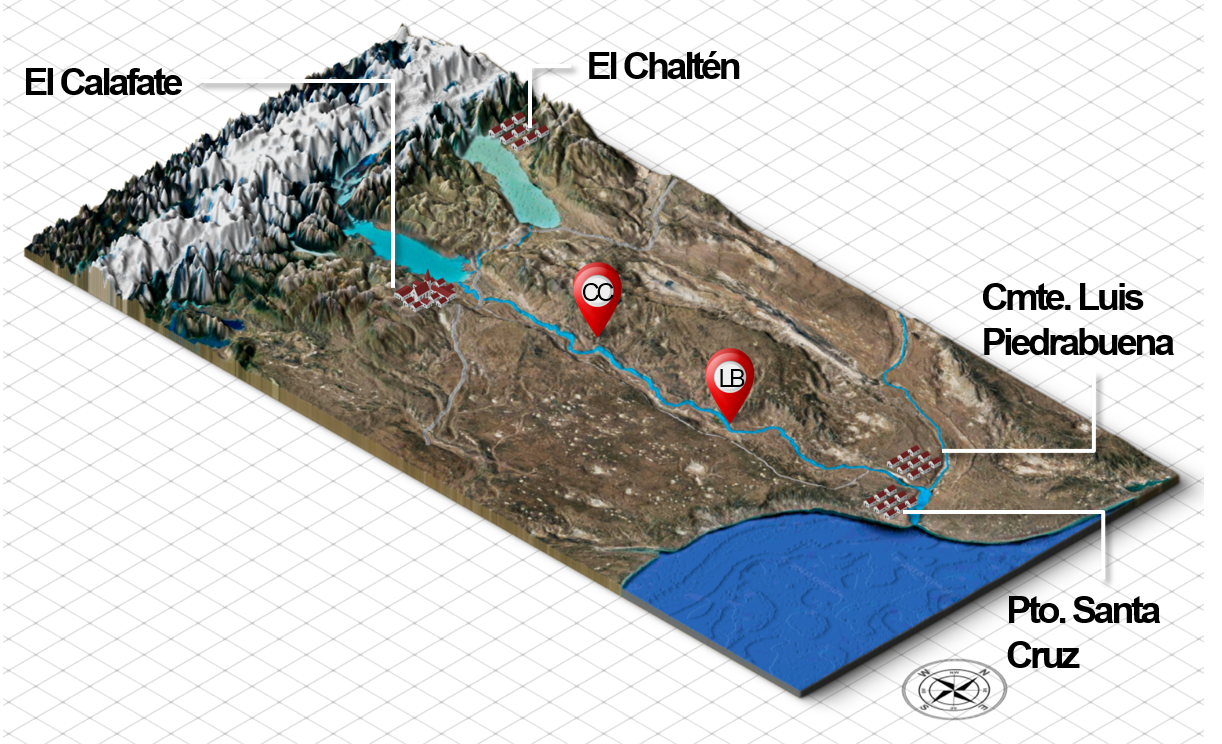 El Calafate
El Chaltén
CC
LB
Cmte. Luis
Piedrabuena
Pto. Santa
Cruz
W
N
S
E